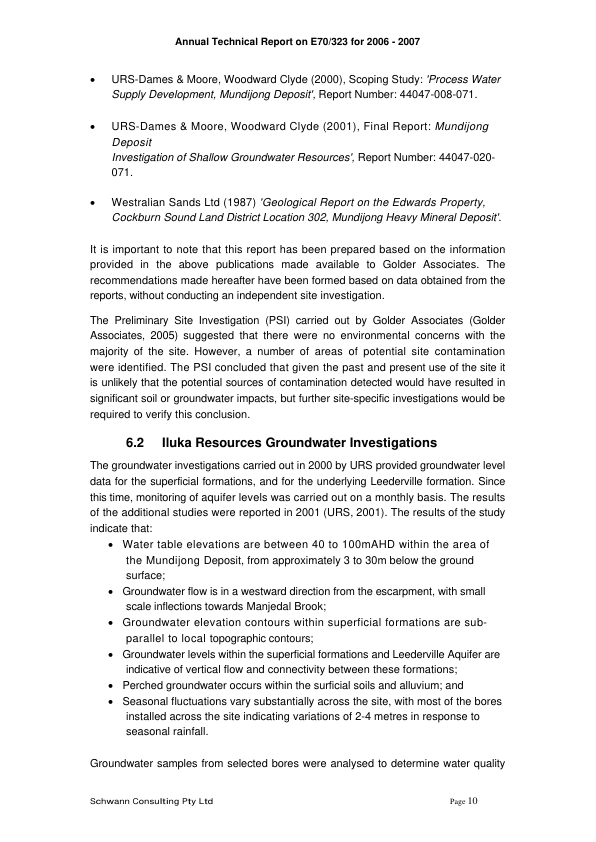 Annual Technical Report on E70/323 for 2006 - 2007
• URS-Dames & Moore, Woodward Clyde (2000), Scoping Study: 'Process Water
Supply Development, Mundijong Deposit', Report Number: 44047-008-071.
• URS-Dames & Moore, Woodward Clyde (2001), Final Report: Mundijong
Deposit
Investigation of Shallow Groundwater Resources', Report Number: 44047-020-
071.
• Westralian Sands Ltd (1987) 'Geological Report on the Edwards Property,
Cockburn Sound Land District Location 302, Mundijong Heavy Mineral Deposit'.
It is important to note that this report has been prepared based on the information
provided in the above publications made available to Golder Associates. The
recommendations made hereafter have been formed based on data obtained from the
reports, without conducting an independent site investigation.
The Preliminary Site Investigation (PSI) carried out by Golder Associates (Golder
Associates, 2005) suggested that there were no environmental concerns with the
majority of the site. However, a number of areas of potential site contamination
were identified. The PSI concluded that given the past and present use of the site it
is unlikely that the potential sources of contamination detected would have resulted in
significant soil or groundwater impacts, but further site-specific investigations would be
required to verify this conclusion.
6.2 Iluka Resources Groundwater Investigations
The groundwater investigations carried out in 2000 by URS provided groundwater level
data for the superficial formations, and for the underlying Leederville formation. Since
this time, monitoring of aquifer levels was carried out on a monthly basis. The results
of the additional studies were reported in 2001 (URS, 2001). The results of the study
indicate that:
• Water table elevations are between 40 to 100mAHD within the area of
the Mundijong Deposit, from approximately 3 to 30m below the ground
surface;
• Groundwater flow is in a westward direction from the escarpment, with small
scale inflections towards Manjedal Brook;
• Groundwater elevation contours within superficial formations are sub-
parallel to local topographic contours;
• Groundwater levels within the superficial formations and Leederville Aquifer are
indicative of vertical flow and connectivity between these formations;
• Perched groundwater occurs within the surficial soils and alluvium; and
• Seasonal fluctuations vary substantially across the site, with most of the bores
installed across the site indicating variations of 2-4 metres in response to
seasonal rainfall.
Groundwater samples from selected bores were analysed to determine water quality
Schwann Consulting Pty Ltd Page 10